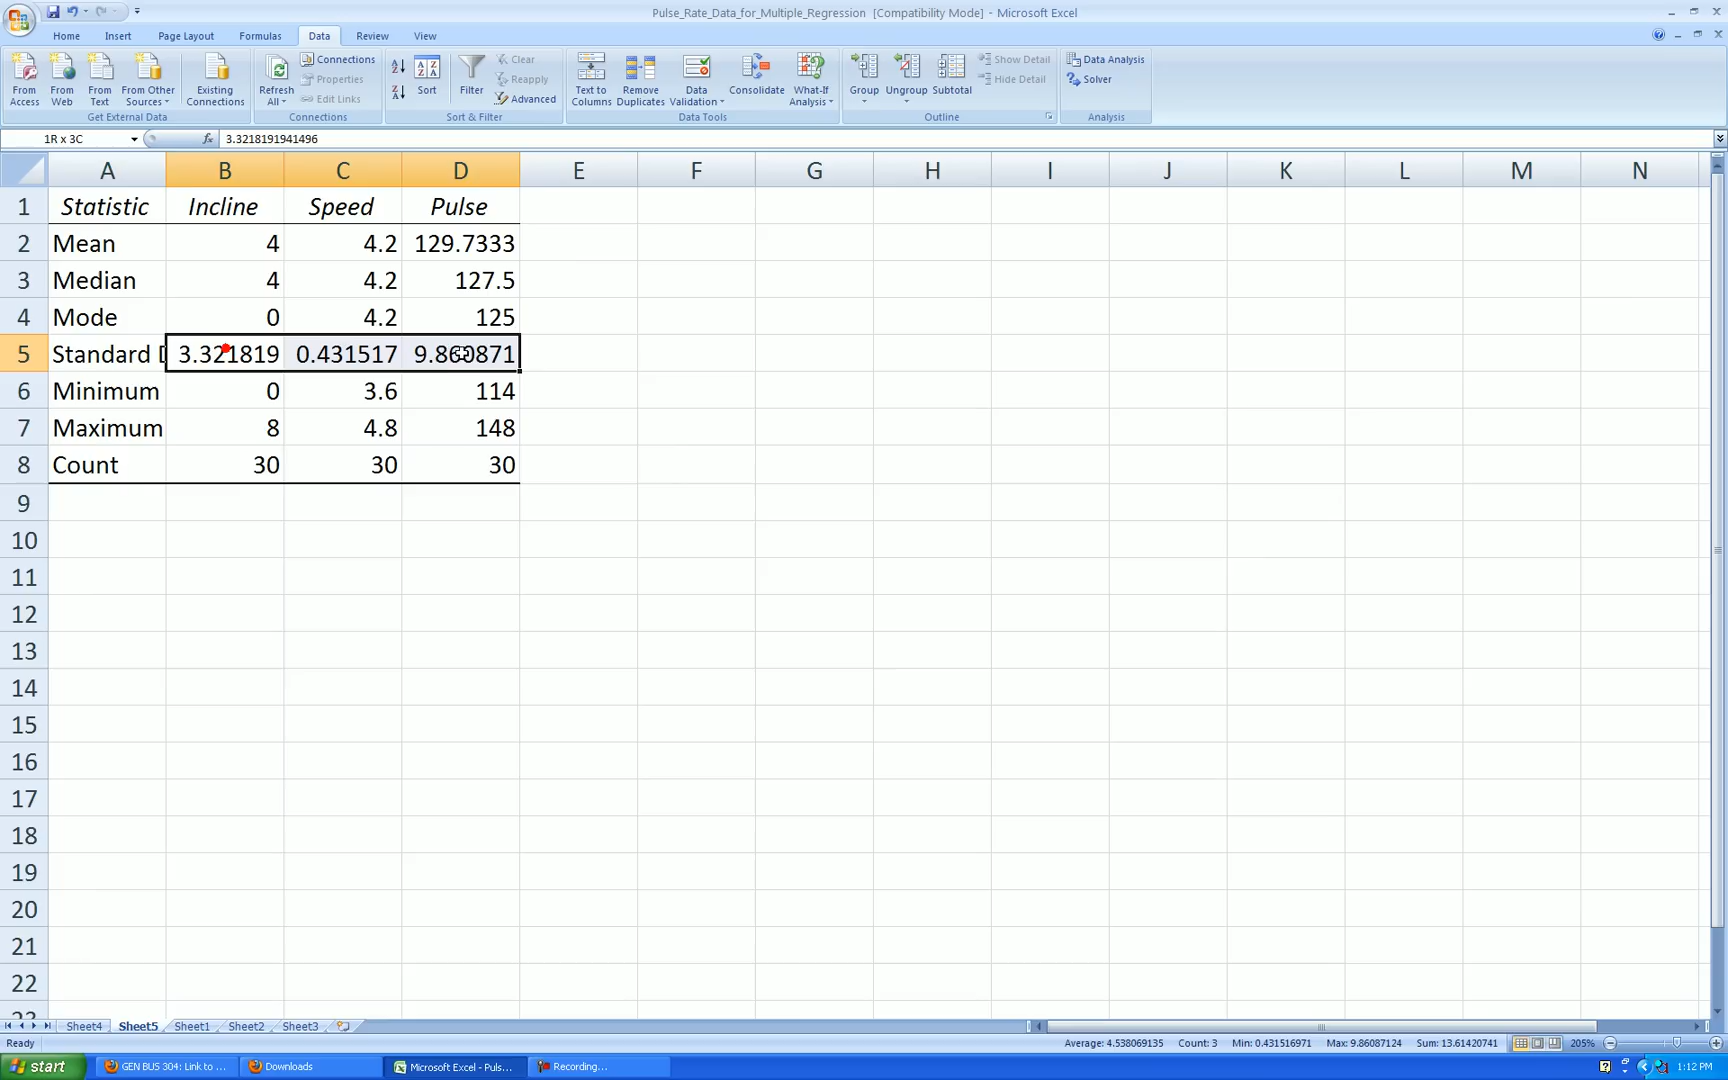 Pulse_Rate_Data_for_Multiple_Regression [Compatibility Mode] - Microsoft Excel
Home Insert Page Layout Formulas Data Review View
From Access
From Web
From Text
From Other Sources
Existing Connections
Get External Data
Refresh All
Connections
Properties
Edit Links
Connections
Sort
Filter
Clear
Reapply
Advanced
Sort & Filter
Text to Columns
Remove Duplicates
Data Validation
Consolidate
What-If Analysis
Data Tools
Group
Ungroup
Subtotal
Show Detail
Hide Detail
Outline
Data Analysis
Solver
Analysis
1R x 3C fx 3.3218191941496
A B C D E F G H I J K L M N
1 Statistic Incline Speed Pulse
2 Mean 4 4.2 129.7333
3 Median 4 4.2 127.5
4 Mode 0 4.2 125
5 Standard D 3.321819 0.431517 9.860871
6 Minimum 0 3.6 114
7 Maximum 8 4.8 148
8 Count 30 30 30
9
10
11
12
13
14
15
16
17
18
19
20
21
22
23
Sheet4 Sheet5 Sheet1 Sheet2 Sheet3
Ready Average: 4.538069135 Count: 3 Min: 0.431516971 Max: 9.86087124 Sum: 13.61420741 205%
start GEN BUS 304: Link to ... Downloads Microsoft Excel - Puls... Recording... 1:12 PM